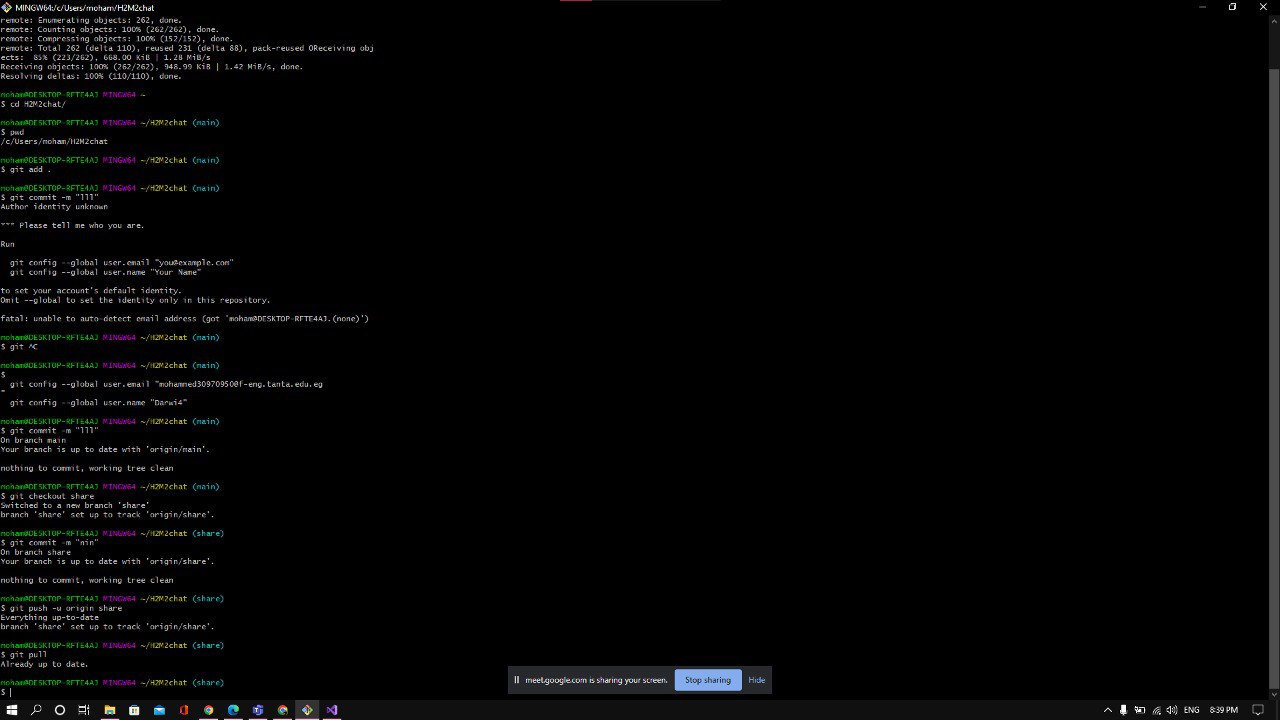 MINGW64:/c/Users/moham/H2M2chat
remote: Enumerating objects: 262, done.
remote: Counting objects: 100% (262/262), done.
remote: Compressing objects: 100% (152/152), done.
remote: Total 262 (delta 110), reused 231 (delta 88), pack-reused 0Receiving obj
ects:  85% (223/262), 668.00 KiB | 1.28 MiB/s
Receiving objects: 100% (262/262), 948.99 KiB | 1.42 MiB/s, done.
Resolving deltas: 100% (110/110), done.
moham@DESKTOP-RFTE4AJ MINGW64 ~
$ cd H2M2chat/
moham@DESKTOP-RFTE4AJ MINGW64 ~/H2M2chat (main)
$ pwd
/c/Users/moham/H2M2chat
moham@DESKTOP-RFTE4AJ MINGW64 ~/H2M2chat (main)
$ git add .
moham@DESKTOP-RFTE4AJ MINGW64 ~/H2M2chat (main)
$ git commit -m "lll"
Author identity unknown
*** Please tell me who you are.
Run
  git config --global user.email "you@example.com"
  git config --global user.name "Your Name"
to set your account's default identity.
Omit --global to set the identity only in this repository.
fatal: unable to auto-detect email address (got 'moham@DESKTOP-RFTE4AJ.(none)')
moham@DESKTOP-RFTE4AJ MINGW64 ~/H2M2chat (main)
$ git ^C
moham@DESKTOP-RFTE4AJ MINGW64 ~/H2M2chat (main)
$
  git config --global user.email "mohammed30970950@f-eng.tanta.edu.eg
"
  git config --global user.name "Darwi4"
moham@DESKTOP-RFTE4AJ MINGW64 ~/H2M2chat (main)
$ git commit -m "lll"
On branch main
Your branch is up to date with 'origin/main'.
nothing to commit, working tree clean
moham@DESKTOP-RFTE4AJ MINGW64 ~/H2M2chat (main)
$ git checkout share
Switched to a new branch 'share'
branch 'share' set up to track 'origin/share'.
moham@DESKTOP-RFTE4AJ MINGW64 ~/H2M2chat (share)
$ git commit -m "nin"
On branch share
Your branch is up to date with 'origin/share'.
nothing to commit, working tree clean
moham@DESKTOP-RFTE4AJ MINGW64 ~/H2M2chat (share)
$ git push -u origin share
Everything up-to-date
branch 'share' set up to track 'origin/share'.
moham@DESKTOP-RFTE4AJ MINGW64 ~/H2M2chat (share)
$ git pull
Already up to date.
moham@DESKTOP-RFTE4AJ MINGW64 ~/H2M2chat (share)
$
meet.google.com is sharing your screen. Stop sharing Hide
8:39 PM